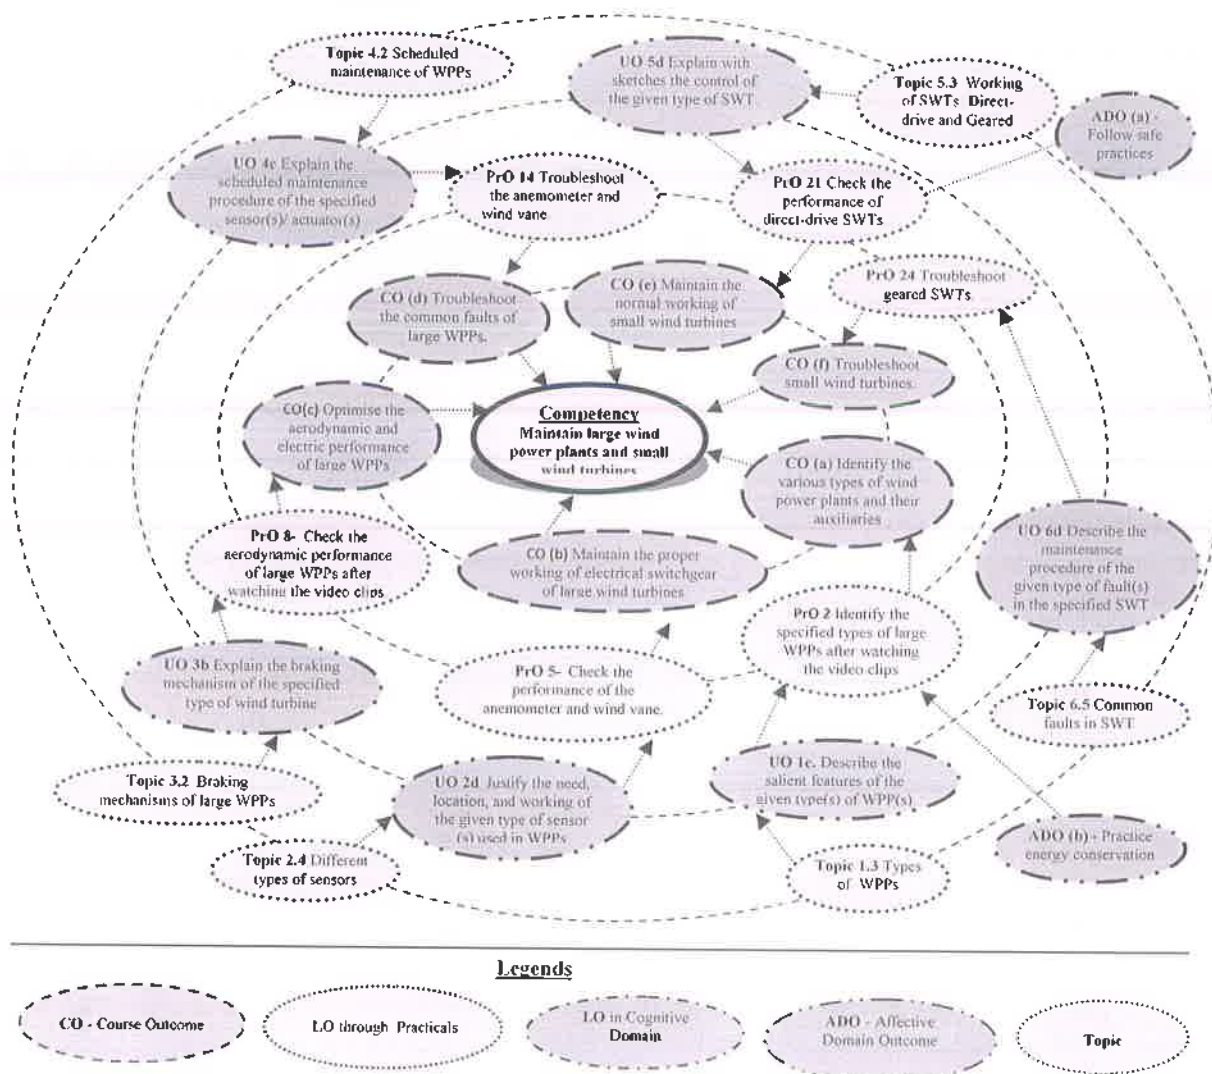 Topic 4.2 Scheduled
maintenance of WPPs
UO 5d Explain with
sketches the control of
the given type of SWT
Topic 5.3 Working
of SWTs Direct-
drive and Geared
ADO (a) -
Follow safe
practices
UO 4c Explain the
scheduled maintenance
procedure of the specified
sensor(s)/ actuator(s)
PrO 14 Troubleshoot
the anemometer and
wind vane
PrO 21 Check the
performance of
direct-drive SWTs
PrO 24 Troubleshoot
geared SWTs
CO (d) Troubleshoot
the common faults of
large WPPs.
CO (e) Maintain the
normal working of
small wind turbines
CO (f) Troubleshoot
small wind turbines.
CO(c) Optimise the
aerodynamic and
electric performance
of large WPPs
Competency
Maintain large wind
power plants and small
wind turbines
CO (a) Identify the
various types of wind
power plants and their
auxiliaries
PrO 8- Check the
aerodynamic performance
of large WPPs after
watching the video clips
CO (b) Maintain the proper
working of electrical switchgear
of large wind turbines
UO 6d Describe the
maintenance
procedure of the
given type of fault(s)
in the specified SWT
PrO 2 Identify the
specified types of large
WPPs after watching
the video clips
UO 3b Explain the braking
mechanism of the specified
type of wind turbine
PrO 5- Check the
performance of the
anemometer and wind vane.
Topic 6.5 Common
faults in SWT
Topic 3.2 Braking
mechanisms of large WPPs
UO 2d Justify the need,
location, and working of
the given type of sensor
(s) used in WPPs
UO 1c. Describe the
salient features of the
given type(s) of WPP(s)
Topic 2.4 Different
types of sensors
Topic 1.3 Types
of WPPs
ADO (b) - Practice
energy conservation
Legends
CO - Course Outcome
LO through Practicals
LO in Cognitive
Domain
ADO - Affective
Domain Outcome
Topic